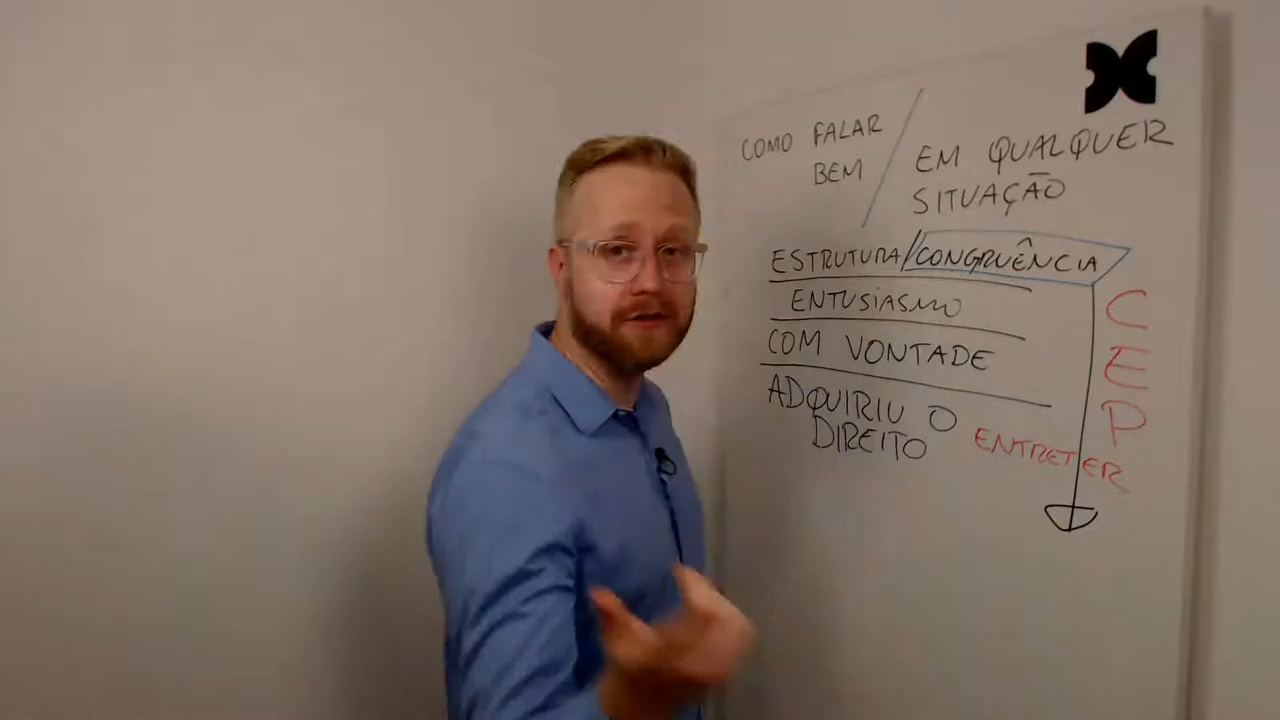 COMO FALAR
BEM
EM QUALQUER
SITUAÇÃO
ESTRUTURA/CONGRUÊNCIA
ENTUSIASMO
COM VONTADE
ADQUIRIU O
DIREITO
ENTRETER
C
E
P